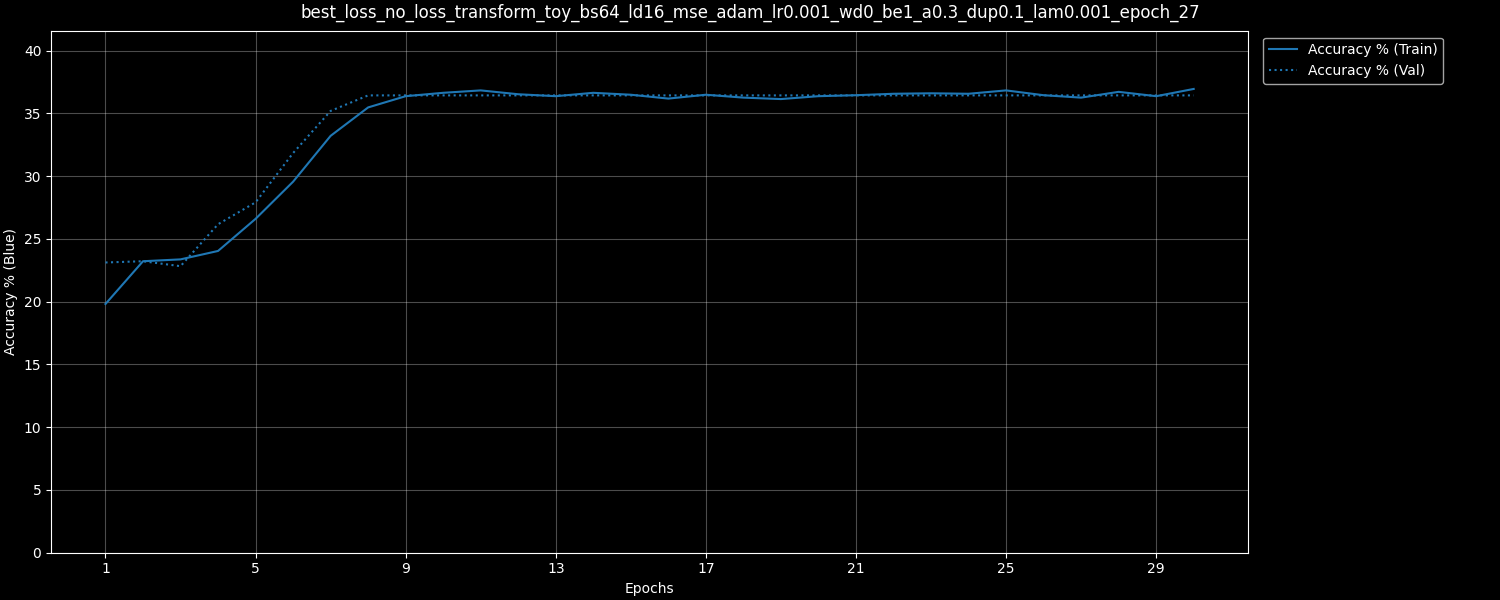 best_loss_no_loss_transform_toy_bs64_ld16_mse_adam_lr0.001_wd0_be1_a0.3_dup0.1_lam0.001_epoch_27
Accuracy % (Train)
Accuracy % (Val)
Accuracy % (Blue)
40
35
30
25
20
15
10
5
0
1 5 9 13 17 21 25 29
Epochs